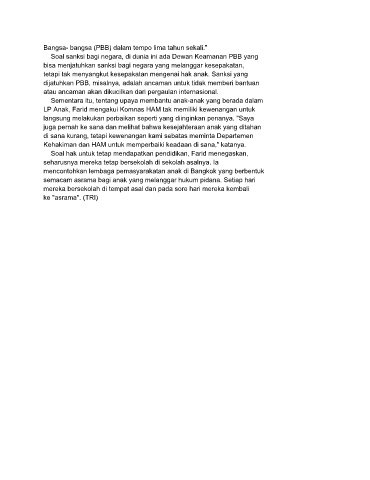 Bangsa- bangsa (PBB) dalam tempo lima tahun sekali."
Soal sanksi bagi negara, di dunia ini ada Dewan Keamanan PBB yang
bisa menjatuhkan sanksi bagi negara yang melanggar kesepakatan,
tetapi tak menyangkut kesepakatan mengenai hak anak. Sanksi yang
dijatuhkan PBB, misalnya, adalah ancaman untuk tidak memberi bantuan
atau ancaman akan dikucilkan dari pergaulan internasional.
Sementara itu, tentang upaya membantu anak-anak yang berada dalam
LP Anak, Farid mengakui Komnas HAM tak memiliki kewenangan untuk
langsung melakukan perbaikan seperti yang diinginkan penanya. "Saya
juga pernah ke sana dan melihat bahwa kesejahteraan anak yang ditahan
di sana kurang, tetapi kewenangan kami sebatas meminta Departemen
Kehakiman dan HAM untuk memperbaiki keadaan di sana," katanya.
Soal hak untuk tetap mendapatkan pendidikan, Farid menegaskan,
seharusnya mereka tetap bersekolah di sekolah asalnya. Ia
mencontohkan lembaga pemasyarakatan anak di Bangkok yang berbentuk
semacam asrama bagi anak yang melanggar hukum pidana. Setiap hari
mereka bersekolah di tempat asal dan pada sore hari mereka kembali
ke "asrama". (TRI)